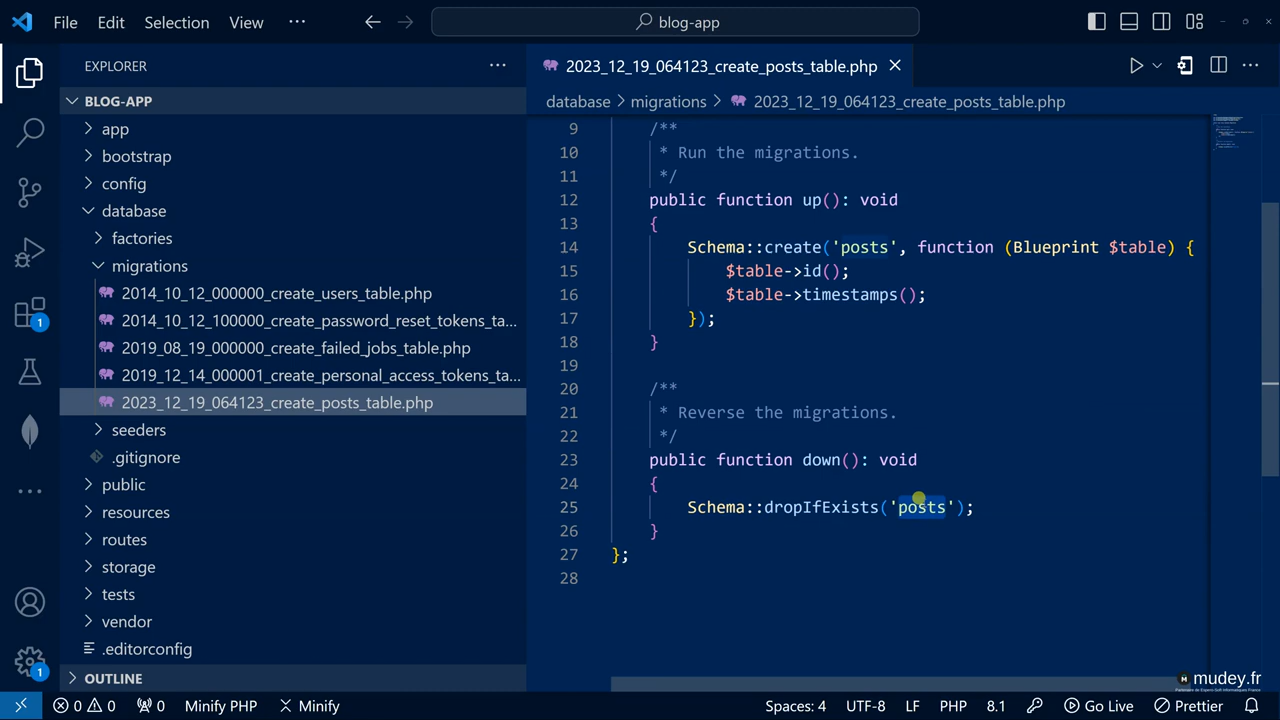 File Edit Selection View ··· blog-app
EXPLORER ···
BLOG-APP
app
bootstrap
config
database
factories
migrations
2014_10_12_000000_create_users_table.php
2014_10_12_100000_create_password_reset_tokens_ta...
2019_08_19_000000_create_failed_jobs_table.php
2019_12_14_000001_create_personal_access_tokens_ta...
2023_12_19_064123_create_posts_table.php
seeders
.gitignore
public
resources
routes
storage
tests
vendor
.editorconfig
OUTLINE
1
1
2023_12_19_064123_create_posts_table.php
database > migrations > 2023_12_19_064123_create_posts_table.php
9 /**
10 * Run the migrations.
11 */
12 public function up(): void
13 {
14 Schema::create('posts', function (Blueprint $table) {
15 $table->id();
16 $table->timestamps();
17 });
18 }
19
20 /**
21 * Reverse the migrations.
22 */
23 public function down(): void
24 {
25 Schema::dropIfExists('posts');
26 }
27 };
28
mudey.fr
0 0 0 Minify PHP Minify Spaces: 4 UTF-8 LF PHP 8.1 Go Live Prettier